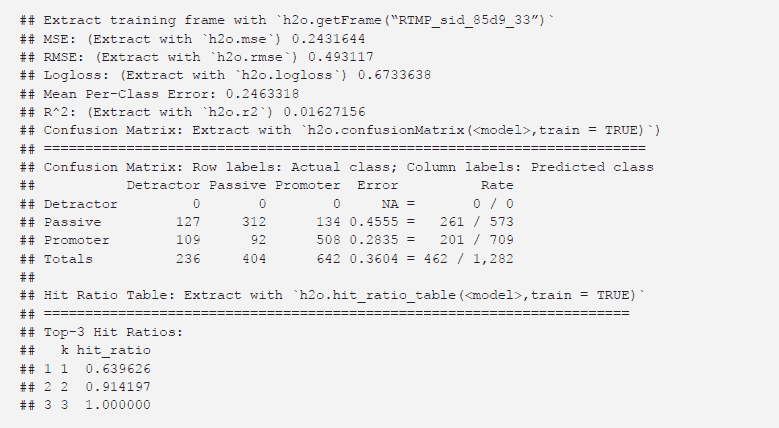 ## Extract training frame with `h2o.getFrame(“RTMP_sid_85d9_33”)`
## MSE: (Extract with `h2o.mse`) 0.2431644
## RMSE: (Extract with `h2o.rmse`) 0.493117
## Logloss: (Extract with `h2o.logloss`) 0.6733638
## Mean Per-Class Error: 0.2463318
## R^2: (Extract with `h2o.r2`) 0.01627156
## Confusion Matrix: Extract with `h2o.confusionMatrix(<model>,train = TRUE)`)
## =========================================================================
## Confusion Matrix: Row labels: Actual class; Column labels: Predicted class
##           Detractor Passive Promoter  Error          Rate
## Detractor         0       0        0     NA =       0 / 0
## Passive         127     312      134 0.4555 =   261 / 573
## Promoter        109      92      508 0.2835 =   201 / 709
## Totals          236     404      642 0.3604 = 462 / 1,282
##
## Hit Ratio Table: Extract with `h2o.hit_ratio_table(<model>,train = TRUE)`
## =======================================================================
## Top-3 Hit Ratios:
##   k hit_ratio
## 1 1  0.639626
## 2 2  0.914197
## 3 3  1.000000